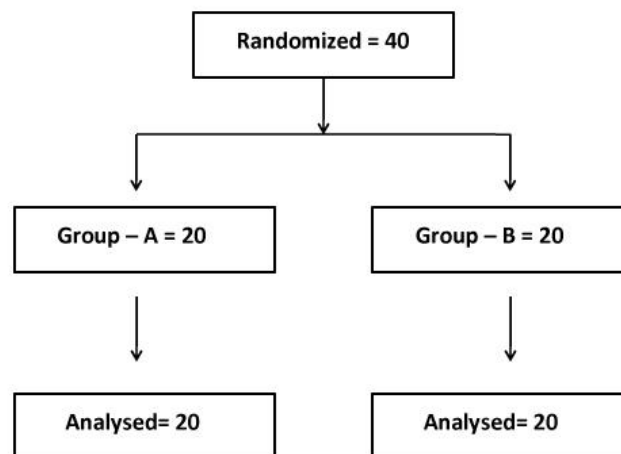 Randomized = 40
Group – A = 20
Group – B = 20
Analysed= 20
Analysed= 20